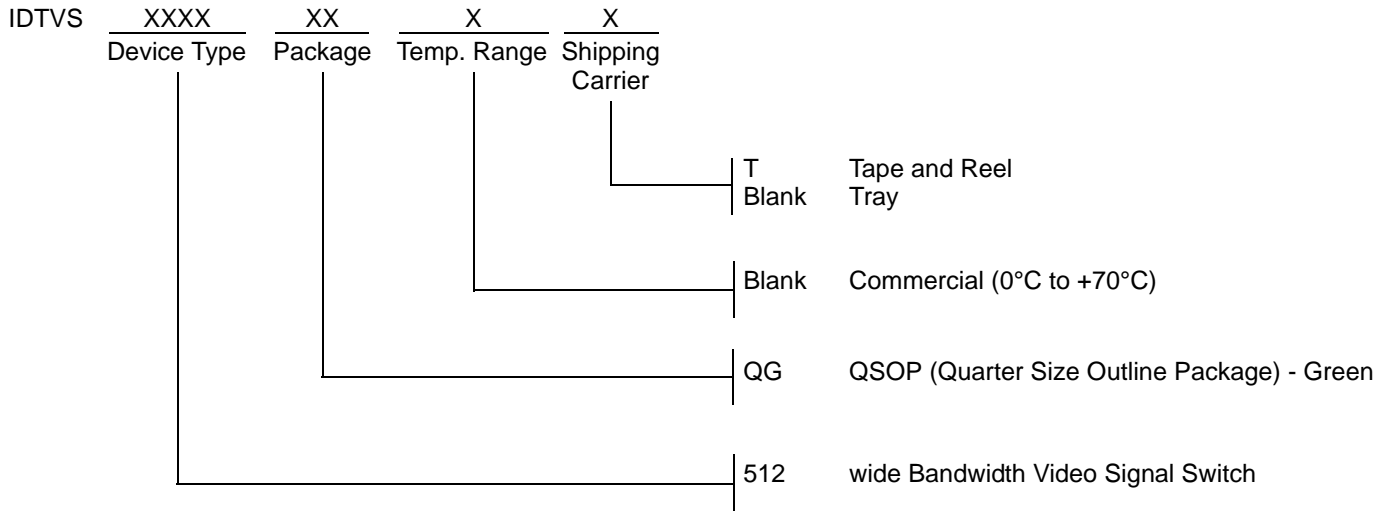 IDTVS XXXX XX X X
Device Type Package Temp. Range Shipping
Carrier
T Tape and Reel
Blank Tray
Blank Commercial (0°C to +70°C)
QG QSOP (Quarter Size Outline Package) - Green
512 wide Bandwidth Video Signal Switch